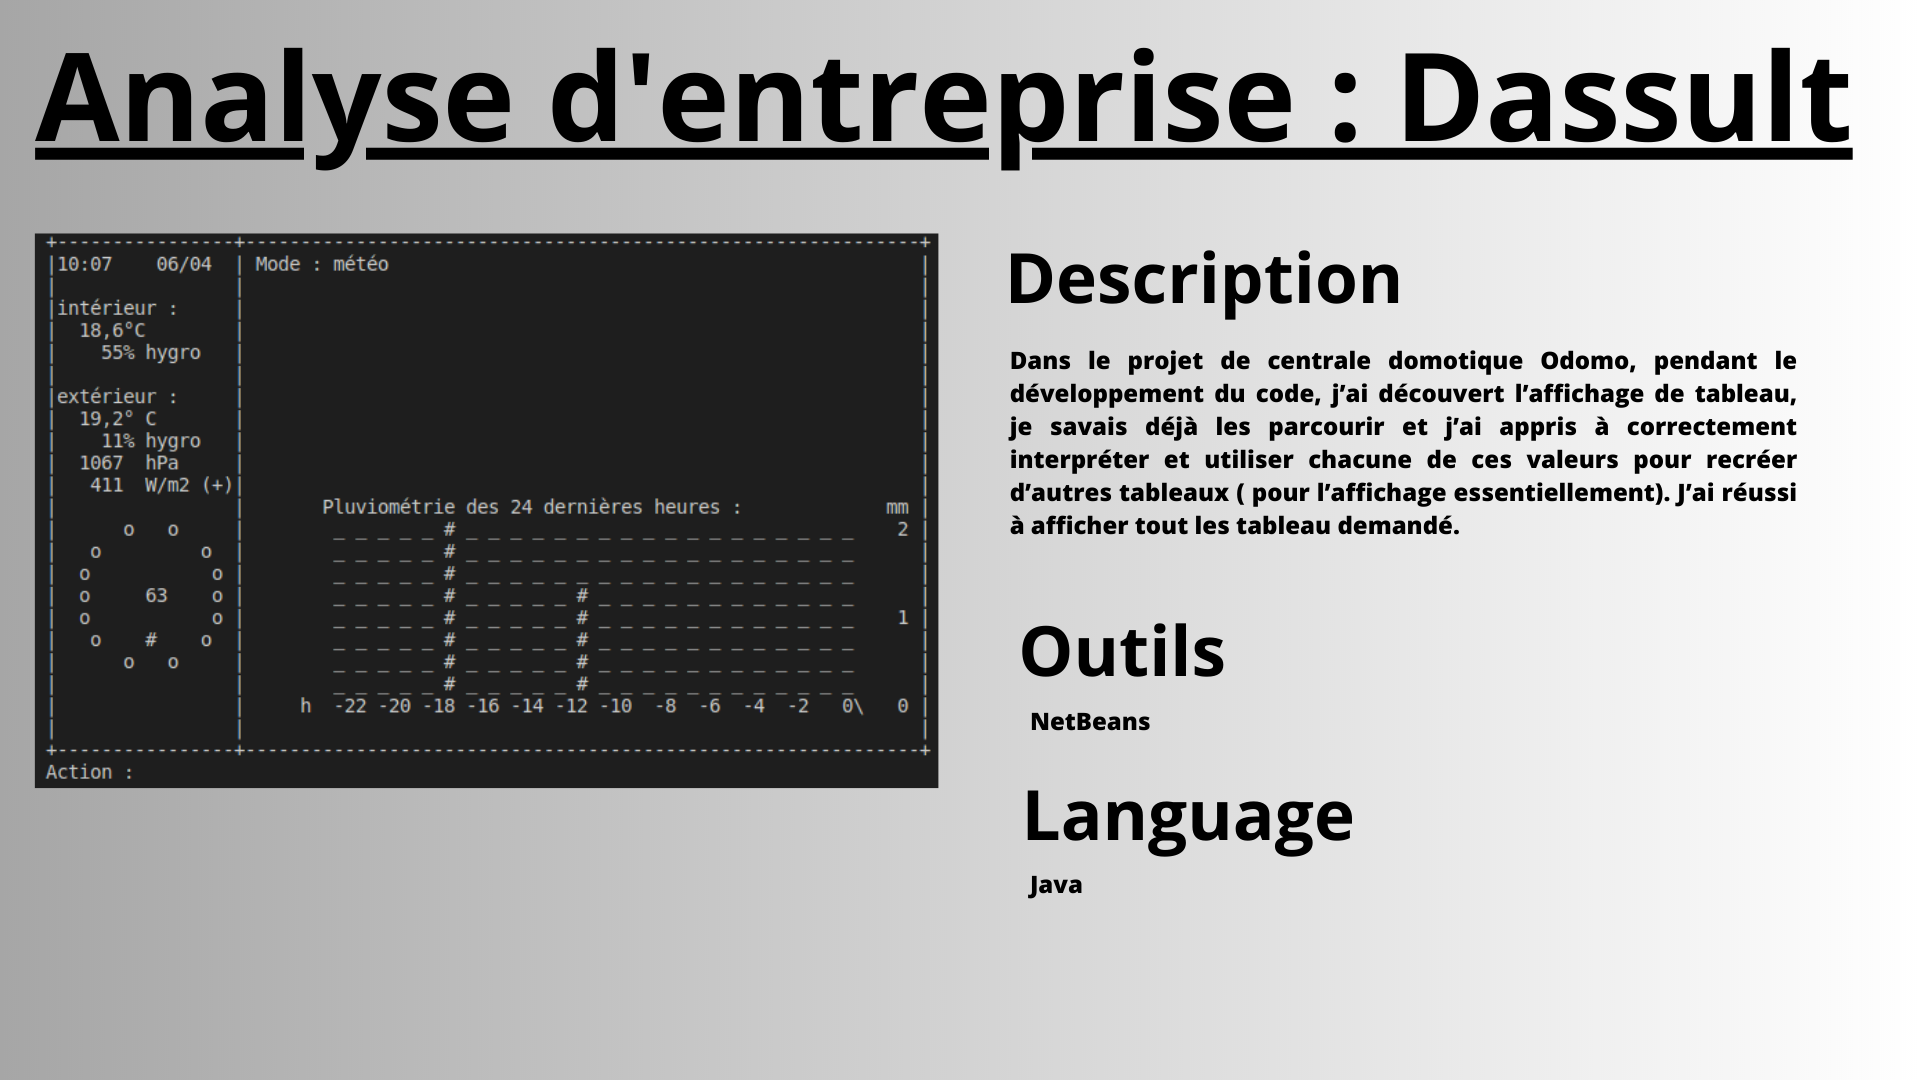 Analyse d'entreprise : Dassult
+----------------+-------------------------------------------------------------+
|10:07    06/04  | Mode : météo                                                |
|                |                                                             |
|intérieur :     |                                                             |
|  18,6°C        |                                                             |
|    55% hygro   |                                                             |
|                |                                                             |
|extérieur :     |                                                             |
|  19,2° C       |                                                             |
|    11% hygro   |                                                             |
|  1067  hPa     |                                                             |
|   411  W/m2 (+)|                                                             |
|                |       Pluviométrie des 24 dernières heures :             mm |
|      o   o     |        _ _ _ _ _ # _ _ _ _ _ _ _ _ _ _ _ _ _ _ _ _ _ _    2 |
|   o         o  |        _ _ _ _ _ # _ _ _ _ _ _ _ _ _ _ _ _ _ _ _ _ _ _      |
|  o           o |        _ _ _ _ _ # _ _ _ _ _ _ _ _ _ _ _ _ _ _ _ _ _ _      |
|  o     63    o |        _ _ _ _ _ # _ _ _ _ _ # _ _ _ _ _ _ _ _ _ _ _ _      |
|  o           o |        _ _ _ _ _ # _ _ _ _ _ # _ _ _ _ _ _ _ _ _ _ _ _    1 |
|   o    #    o  |        _ _ _ _ _ # _ _ _ _ _ # _ _ _ _ _ _ _ _ _ _ _ _      |
|      o   o     |        _ _ _ _ _ # _ _ _ _ _ # _ _ _ _ _ _ _ _ _ _ _ _      |
|                |        _ _ _ _ _ # _ _ _ _ _ # _ _ _ _ _ _ _ _ _ _ _ _      |
|                |     h  -22 -20 -18 -16 -14 -12 -10  -8  -6  -4  -2   0\   0 |
|                |                                                             |
+----------------+-------------------------------------------------------------+
Action :
Description
Dans le projet de centrale domotique Odomo, pendant le
développement du code, j’ai découvert l’affichage de tableau,
je savais déjà les parcourir et j’ai appris à correctement
interpréter et utiliser chacune de ces valeurs pour recréer
d’autres tableaux ( pour l’affichage essentiellement). J’ai réussi
à afficher tout les tableau demandé.
Outils
NetBeans
Language
Java